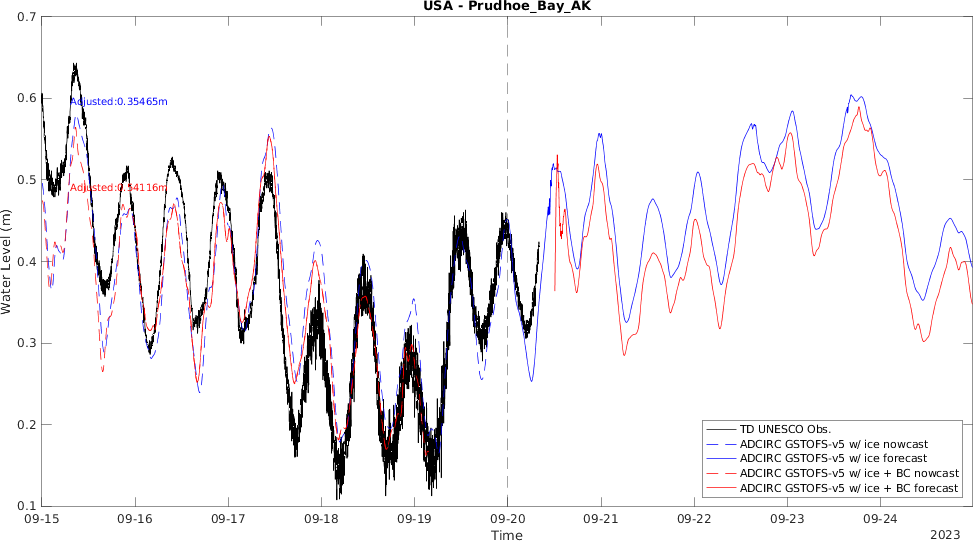 USA - Prudhoe_Bay_AK
Water Level (m)
0.7
0.6
0.5
0.4
0.3
0.2
0.1
Adjusted:0.35465m
Adjusted:0.34116m
TD UNESCO Obs.
ADCIRC GSTOFS-v5 w/ ice nowcast
ADCIRC GSTOFS-v5 w/ ice forecast
ADCIRC GSTOFS-v5 w/ ice + BC nowcast
ADCIRC GSTOFS-v5 w/ ice + BC forecast
09-15 09-16 09-17 09-18 09-19 09-20 09-21 09-22 09-23 09-24
Time
2023